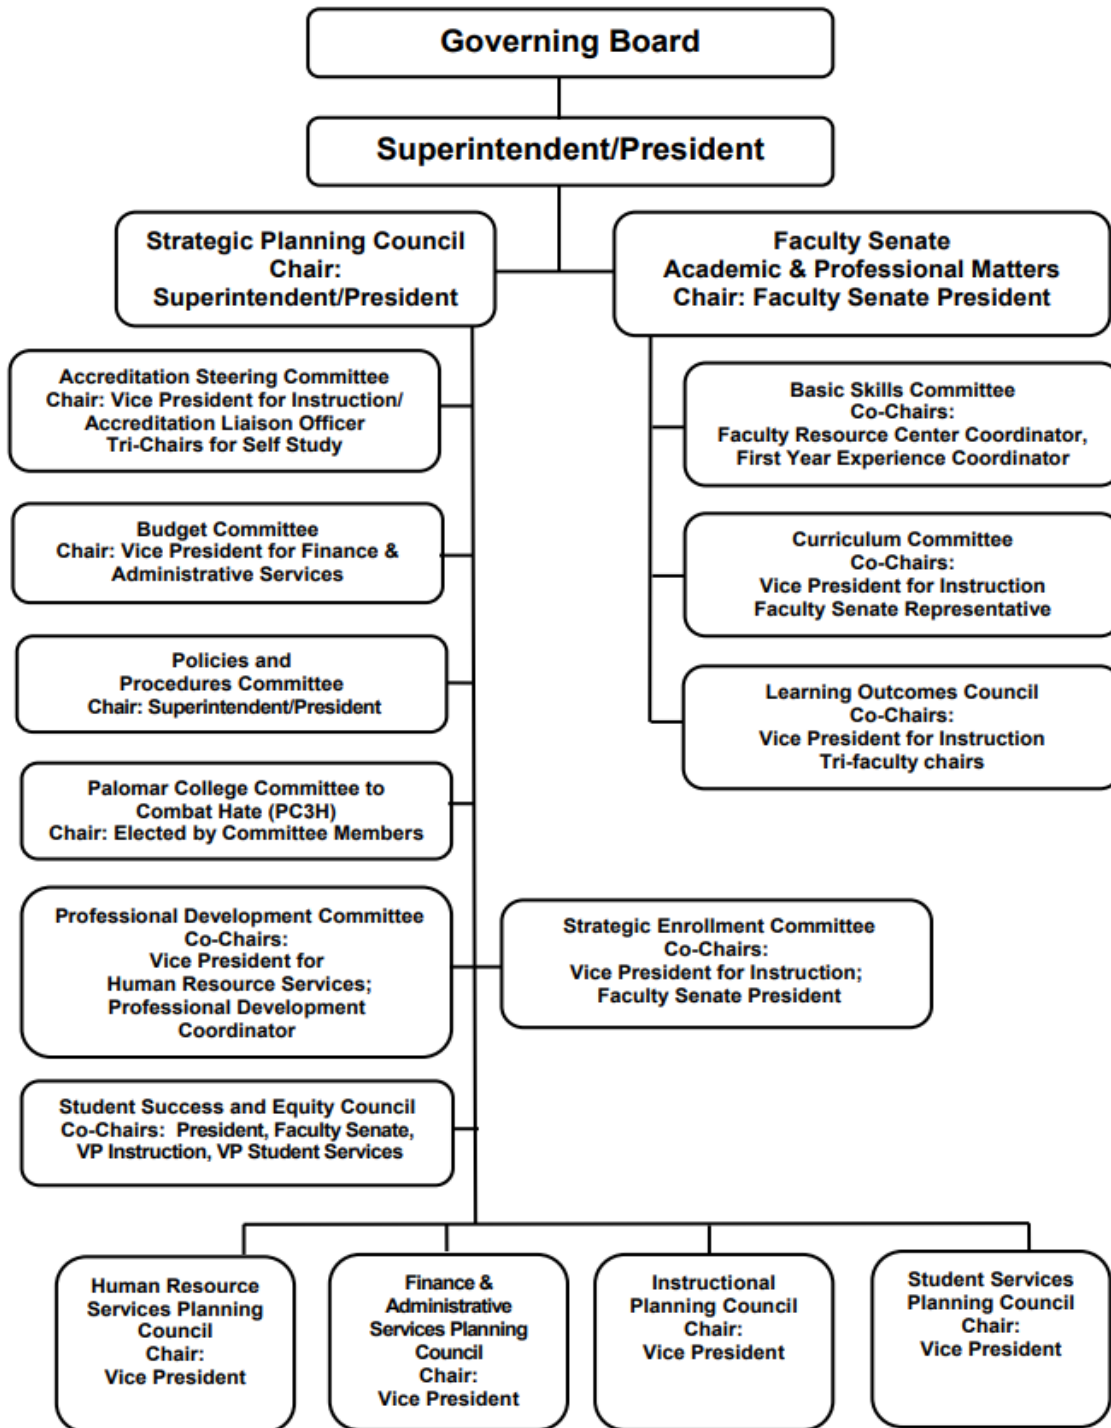 Governing Board
Superintendent/President
Strategic Planning Council
Chair:
Superintendent/President
Faculty Senate
Academic & Professional Matters
Chair: Faculty Senate President
Accreditation Steering Committee
Chair: Vice President for Instruction/
Accreditation Liaison Officer
Tri-Chairs for Self Study
Basic Skills Committee
Co-Chairs:
Faculty Resource Center Coordinator,
First Year Experience Coordinator
Budget Committee
Chair: Vice President for Finance &
Administrative Services
Curriculum Committee
Co-Chairs:
Vice President for Instruction
Faculty Senate Representative
Policies and
Procedures Committee
Chair: Superintendent/President
Learning Outcomes Council
Co-Chairs:
Vice President for Instruction
Tri-faculty chairs
Palomar College Committee to
Combat Hate (PC3H)
Chair: Elected by Committee Members
Professional Development Committee
Co-Chairs:
Vice President for
Human Resource Services;
Professional Development
Coordinator
Strategic Enrollment Committee
Co-Chairs:
Vice President for Instruction;
Faculty Senate President
Student Success and Equity Council
Co-Chairs:  President, Faculty Senate,
VP Instruction, VP Student Services
Human Resource
Services Planning
Council
Chair:
Vice President
Finance &
Administrative
Services Planning
Council
Chair:
Vice President
Instructional
Planning Council
Chair:
Vice President
Student Services
Planning Council
Chair:
Vice President